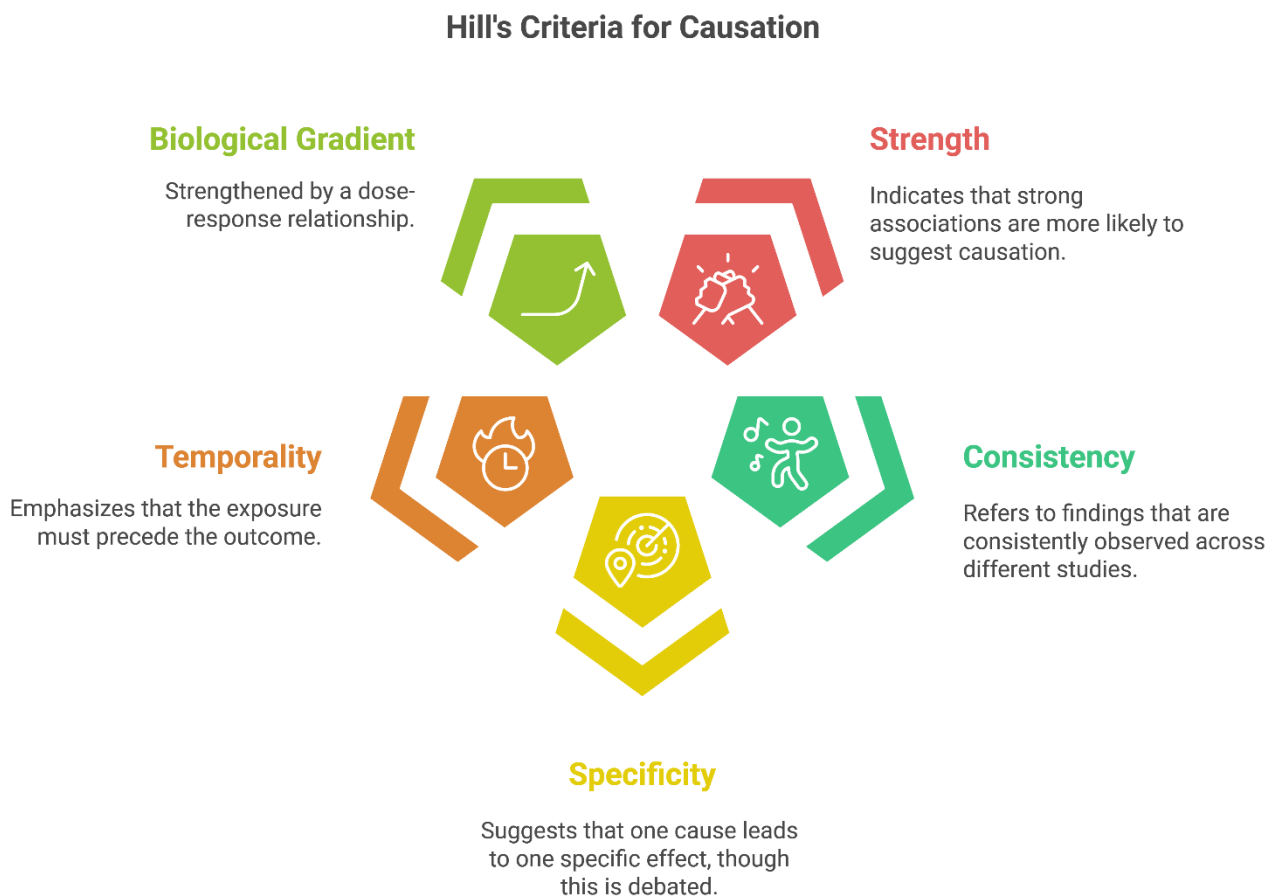 Hill's Criteria for Causation
Biological Gradient
Strengthened by a dose-
response relationship.
Strength
Indicates that strong
associations are more likely to
suggest causation.
Temporality
Emphasizes that the exposure
must precede the outcome.
Consistency
Refers to findings that are
consistently observed across
different studies.
Specificity
Suggests that one cause leads
to one specific effect, though
this is debated.